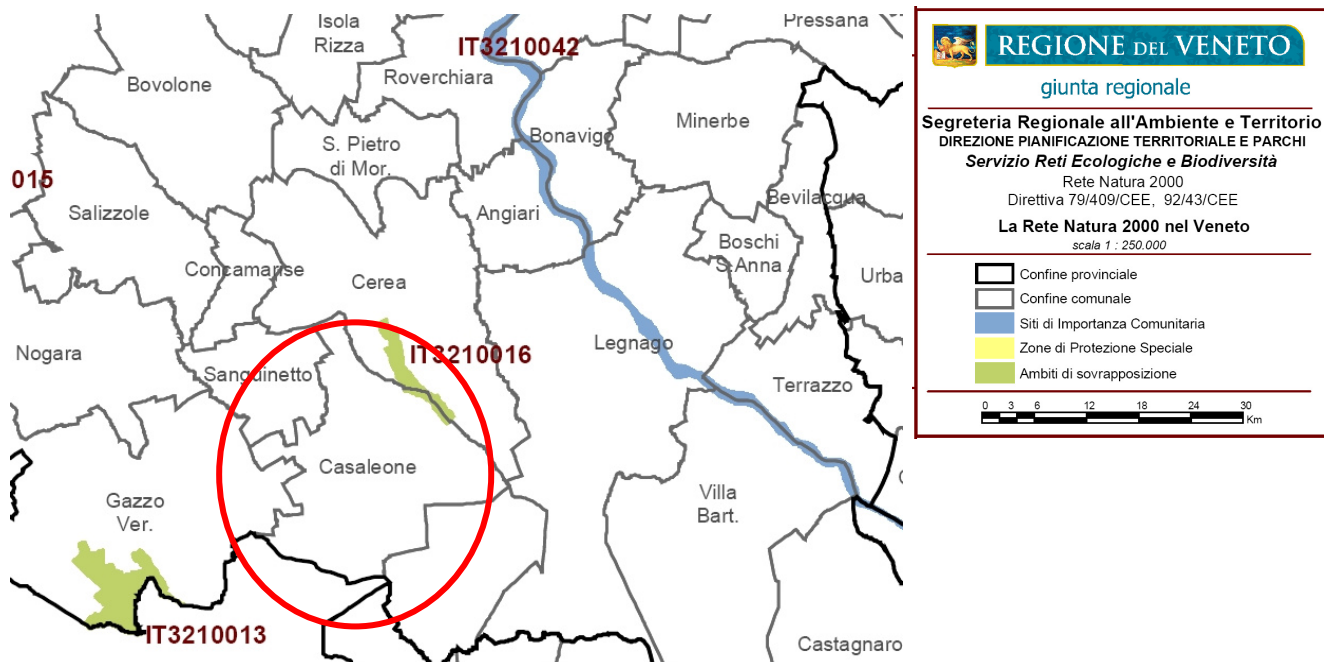 Isola
Rizza
Pressana
IT3210042
Roverchiara
Bovolone
Minerbe
Bonavigo
S. Pietro
di Mor.
015
Bevilacqua
Salizzole
Angiari
Boschi
S.Anna
Concamarise
Cerea
Urba
Nogara
IT3210016
Legnago
Sanguinetto
Terrazzo
Casaleone
Gazzo
Ver.
Villa
Bart.
IT3210013
Castagnaro
REGIONE DEL VENETO
giunta regionale
Segreteria Regionale all'Ambiente e Territorio
DIREZIONE PIANIFICAZIONE TERRITORIALE E PARCHI
Servizio Reti Ecologiche e Biodiversità
Rete Natura 2000
Direttiva 79/409/CEE, 92/43/CEE
La Rete Natura 2000 nel Veneto
scala 1 : 250.000
Confine provinciale
Confine comunale
Siti di Importanza Comunitaria
Zone di Protezione Speciale
Ambiti di sovrapposizione
0 3 6 12 18 24 30
Km